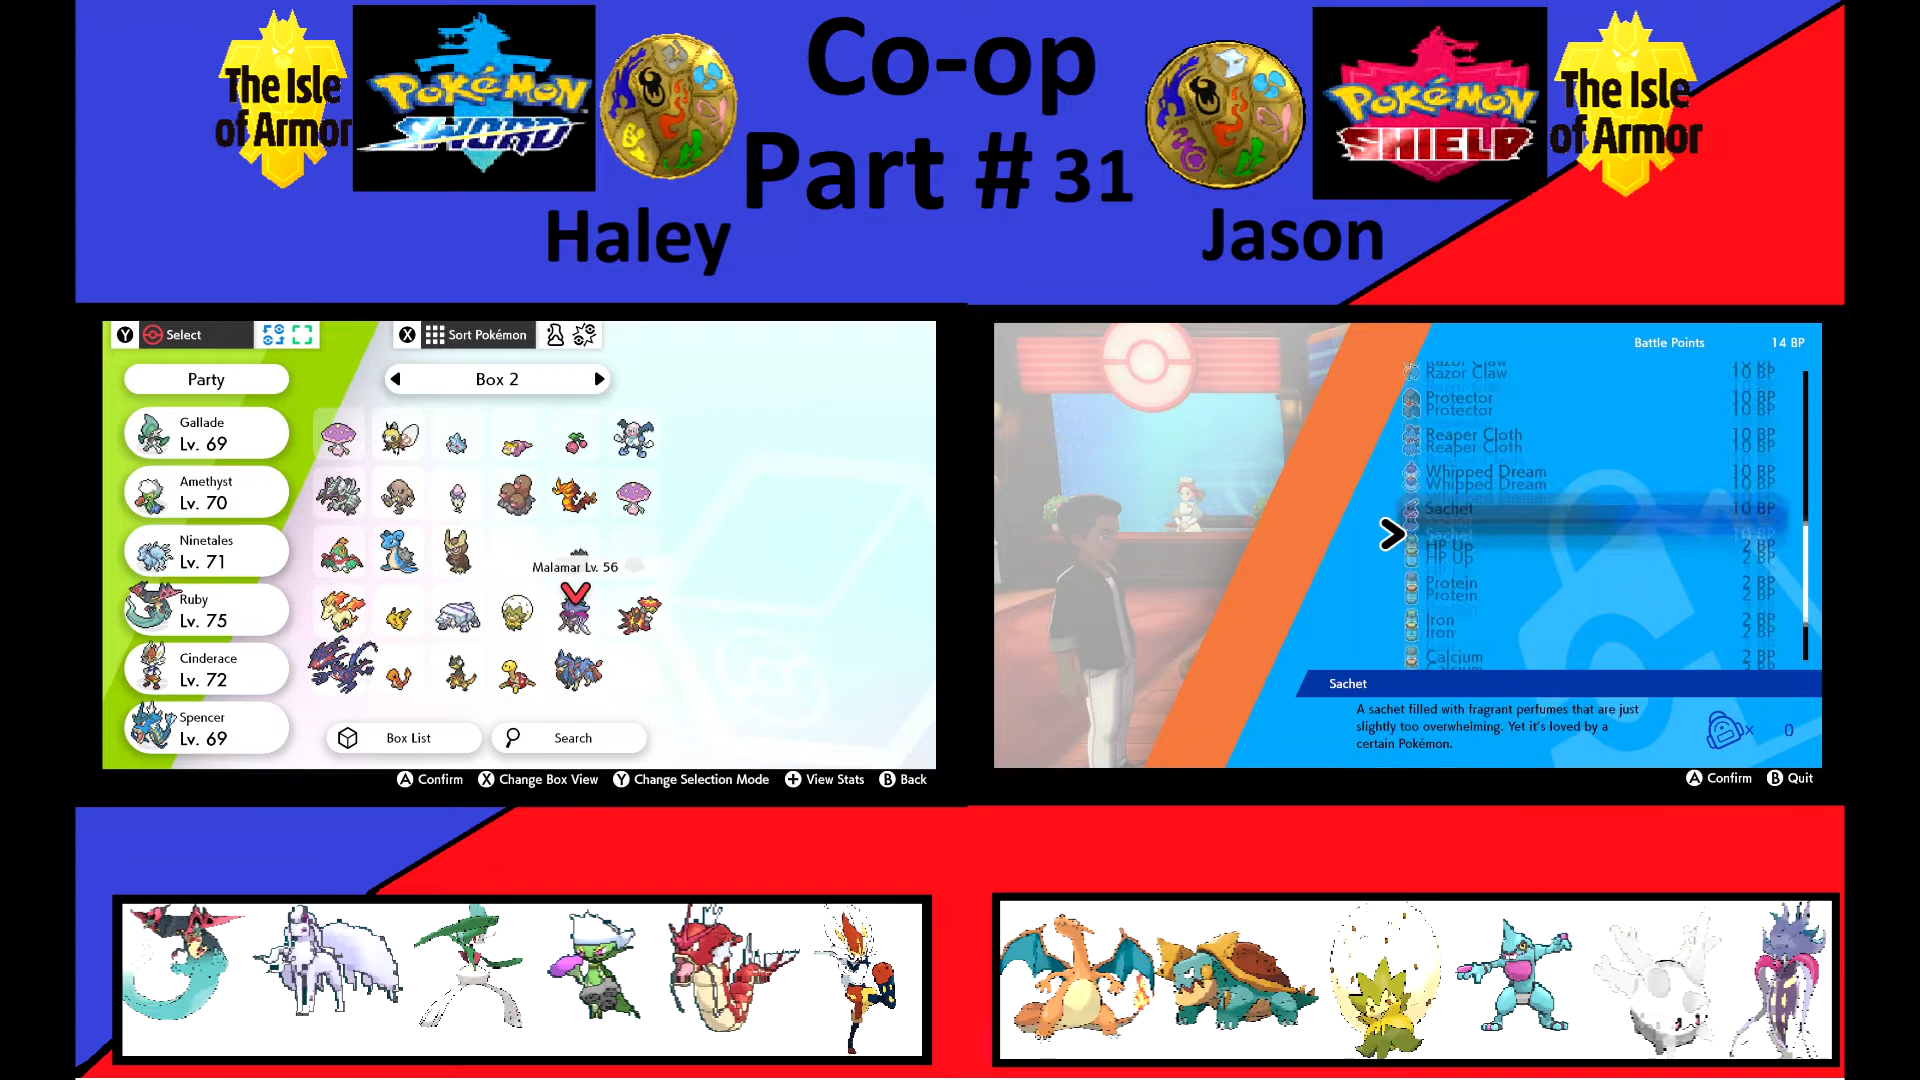 The Isle
of Armor
POKéMON
SWORD
Co-op
Part # 31
POKéMON
SHIELD
The Isle
of Armor
Haley
Jason
Y Select
X Sort Pokémon
Party
Box 2
Gallade
Lv. 69
Amethyst
Lv. 70
Ninetales
Lv. 71
Ruby
Lv. 75
Cinderace
Lv. 72
Spencer
Lv. 69
Malamar Lv. 56
Box List
Search
A Confirm X Change Box View Y Change Selection Mode + View Stats B Back
Battle Points 14 BP
Razor Claw 10 BP
Protector 10 BP
Reaper Cloth 10 BP
Whipped Dream 10 BP
Sachet 10 BP
HP Up 2 BP
Protein 2 BP
Iron 2 BP
Calcium 2 BP
Sachet
A sachet filled with fragrant perfumes that are just
slightly too overwhelming. Yet it's loved by a
certain Pokémon.
× 0
A Confirm B Quit